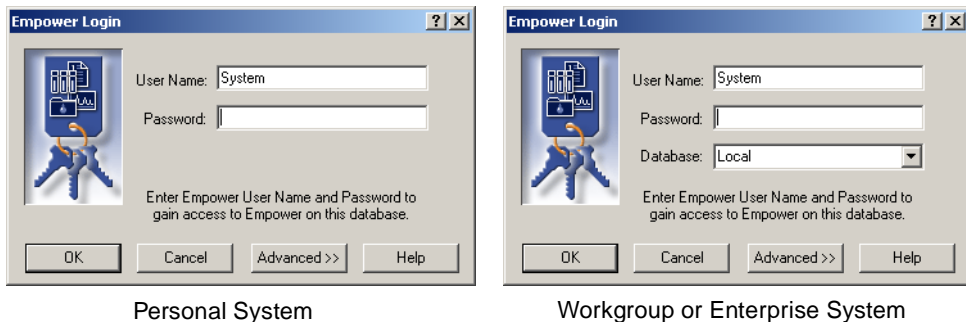 Empower Login
User Name: System
Password:
Enter Empower User Name and Password to
gain access to Empower on this database.
OK Cancel Advanced >> Help
Personal System
Empower Login
User Name: System
Password:
Database: Local
Enter Empower User Name and Password to
gain access to Empower on this database.
OK Cancel Advanced >> Help
Workgroup or Enterprise System